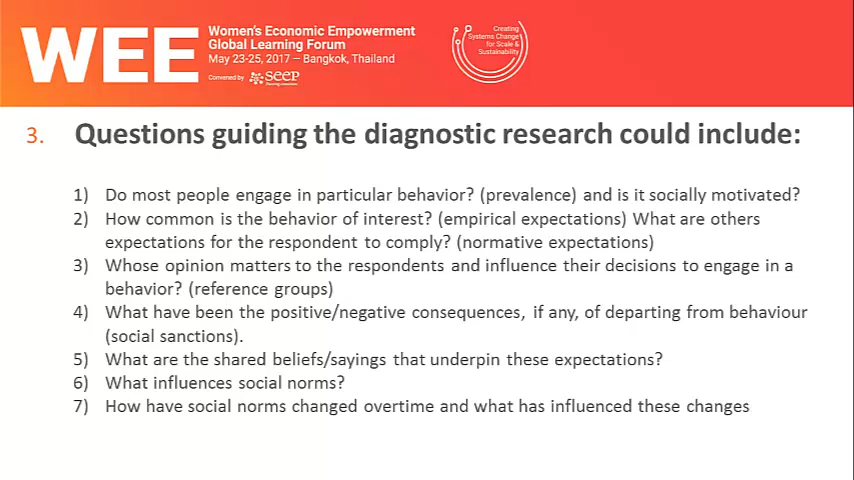 WEE
Women's Economic Empowerment
Global Learning Forum
May 23-25, 2017 – Bangkok, Thailand
Convened by SEEP
Creating
Systems Change
for Scale &
Sustainability
3. Questions guiding the diagnostic research could include:
1) Do most people engage in particular behavior? (prevalence) and is it socially motivated?
2) How common is the behavior of interest? (empirical expectations) What are others
expectations for the respondent to comply? (normative expectations)
3) Whose opinion matters to the respondents and influence their decisions to engage in a
behavior? (reference groups)
4) What have been the positive/negative consequences, if any, of departing from behaviour
(social sanctions).
5) What are the shared beliefs/sayings that underpin these expectations?
6) What influences social norms?
7) How have social norms changed overtime and what has influenced these changes